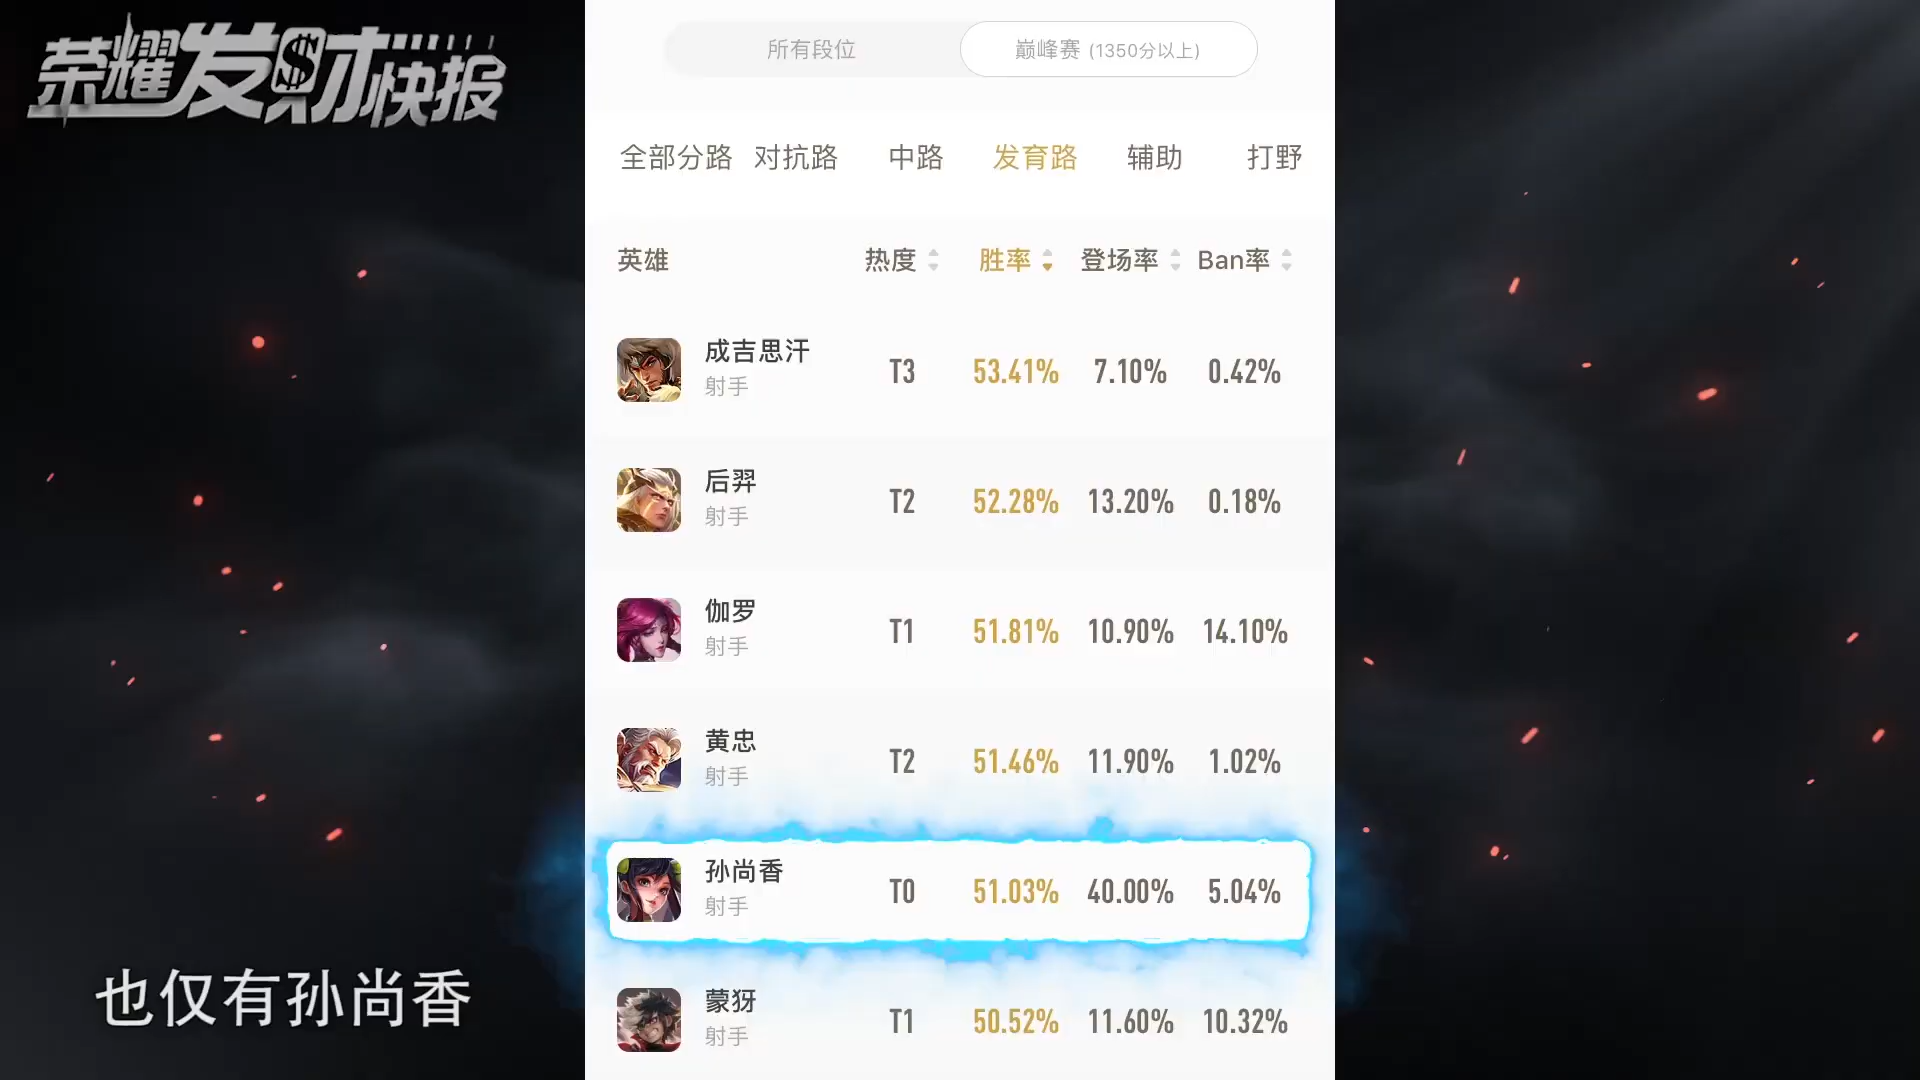 荣耀发财快报
所有段位 巅峰赛 (1350分以上)
全部分路 对抗路 中路 发育路 辅助 打野
英雄 热度 胜率 登场率 Ban率
成吉思汗
射手
T3 53.41% 7.10% 0.42%
后羿
射手
T2 52.28% 13.20% 0.18%
伽罗
射手
T1 51.81% 10.90% 14.10%
黄忠
射手
T2 51.46% 11.90% 1.02%
孙尚香
射手
T0 51.03% 40.00% 5.04%
蒙犽
射手
T1 50.52% 11.60% 10.32%
也仅有孙尚香